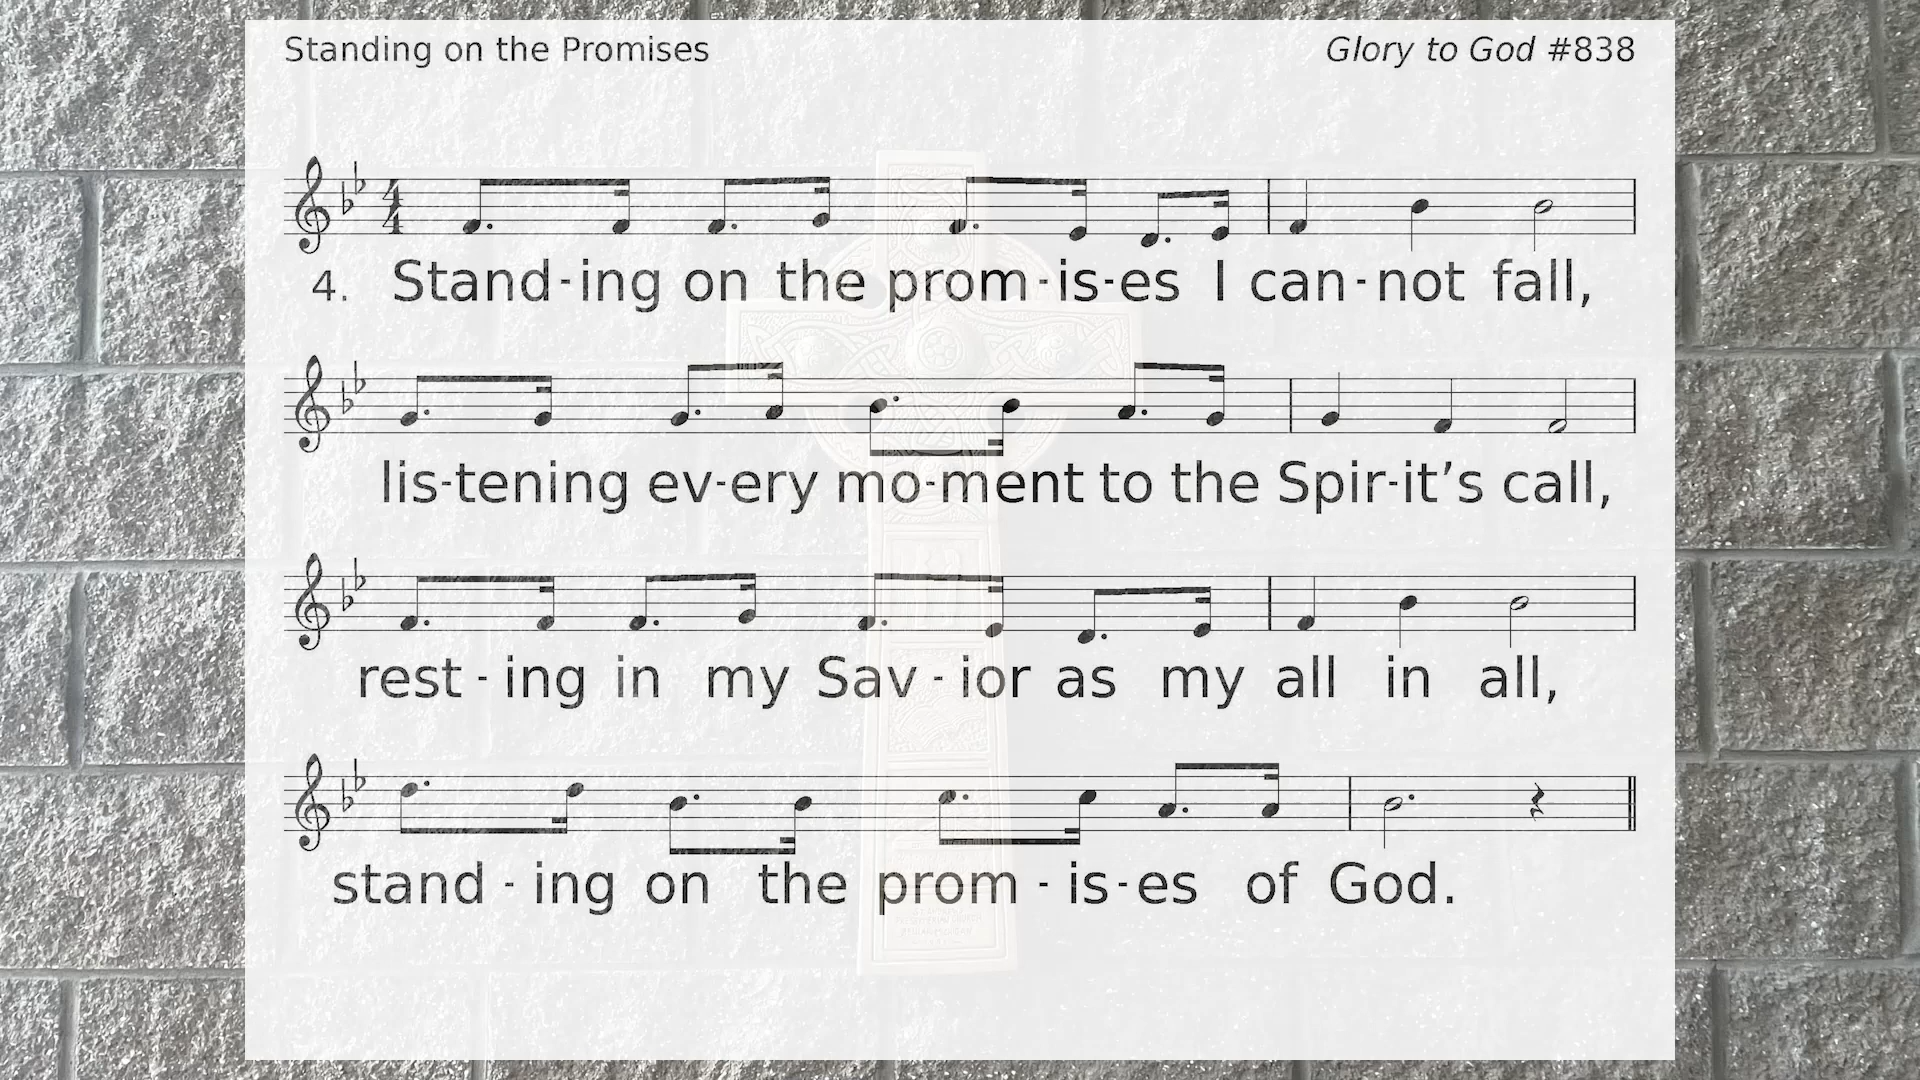 Standing on the Promises
Glory to God #838
4. Stand-ing on the prom-is-es I can-not fall,
lis-tening ev-ery mo-ment to the Spir-it’s call,
rest - ing in my Sav - ior as my all in all,
stand - ing on the prom - is - es of God.